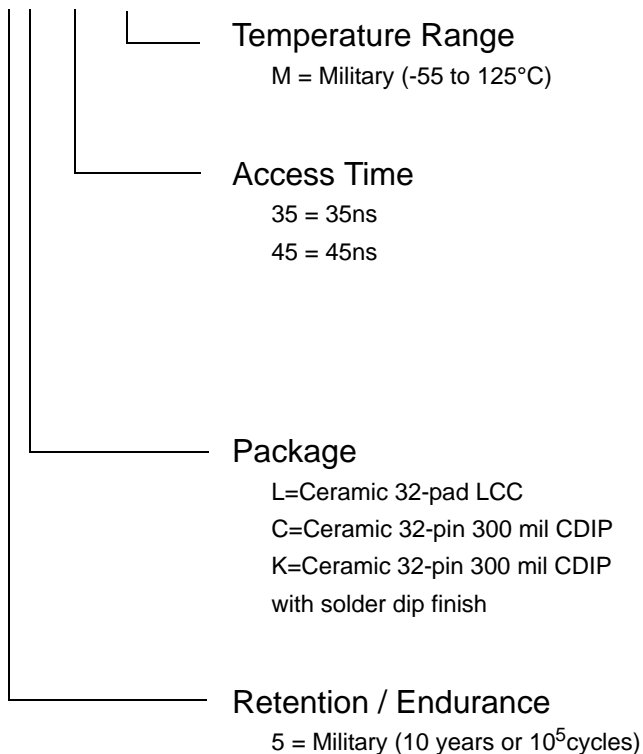 Temperature Range
M = Military (-55 to 125°C)
Access Time
35 = 35ns
45 = 45ns
Package
L=Ceramic 32-pad LCC
C=Ceramic 32-pin 300 mil CDIP
K=Ceramic 32-pin 300 mil CDIP
with solder dip finish
Retention / Endurance
5 = Military (10 years or 10⁵cycles)